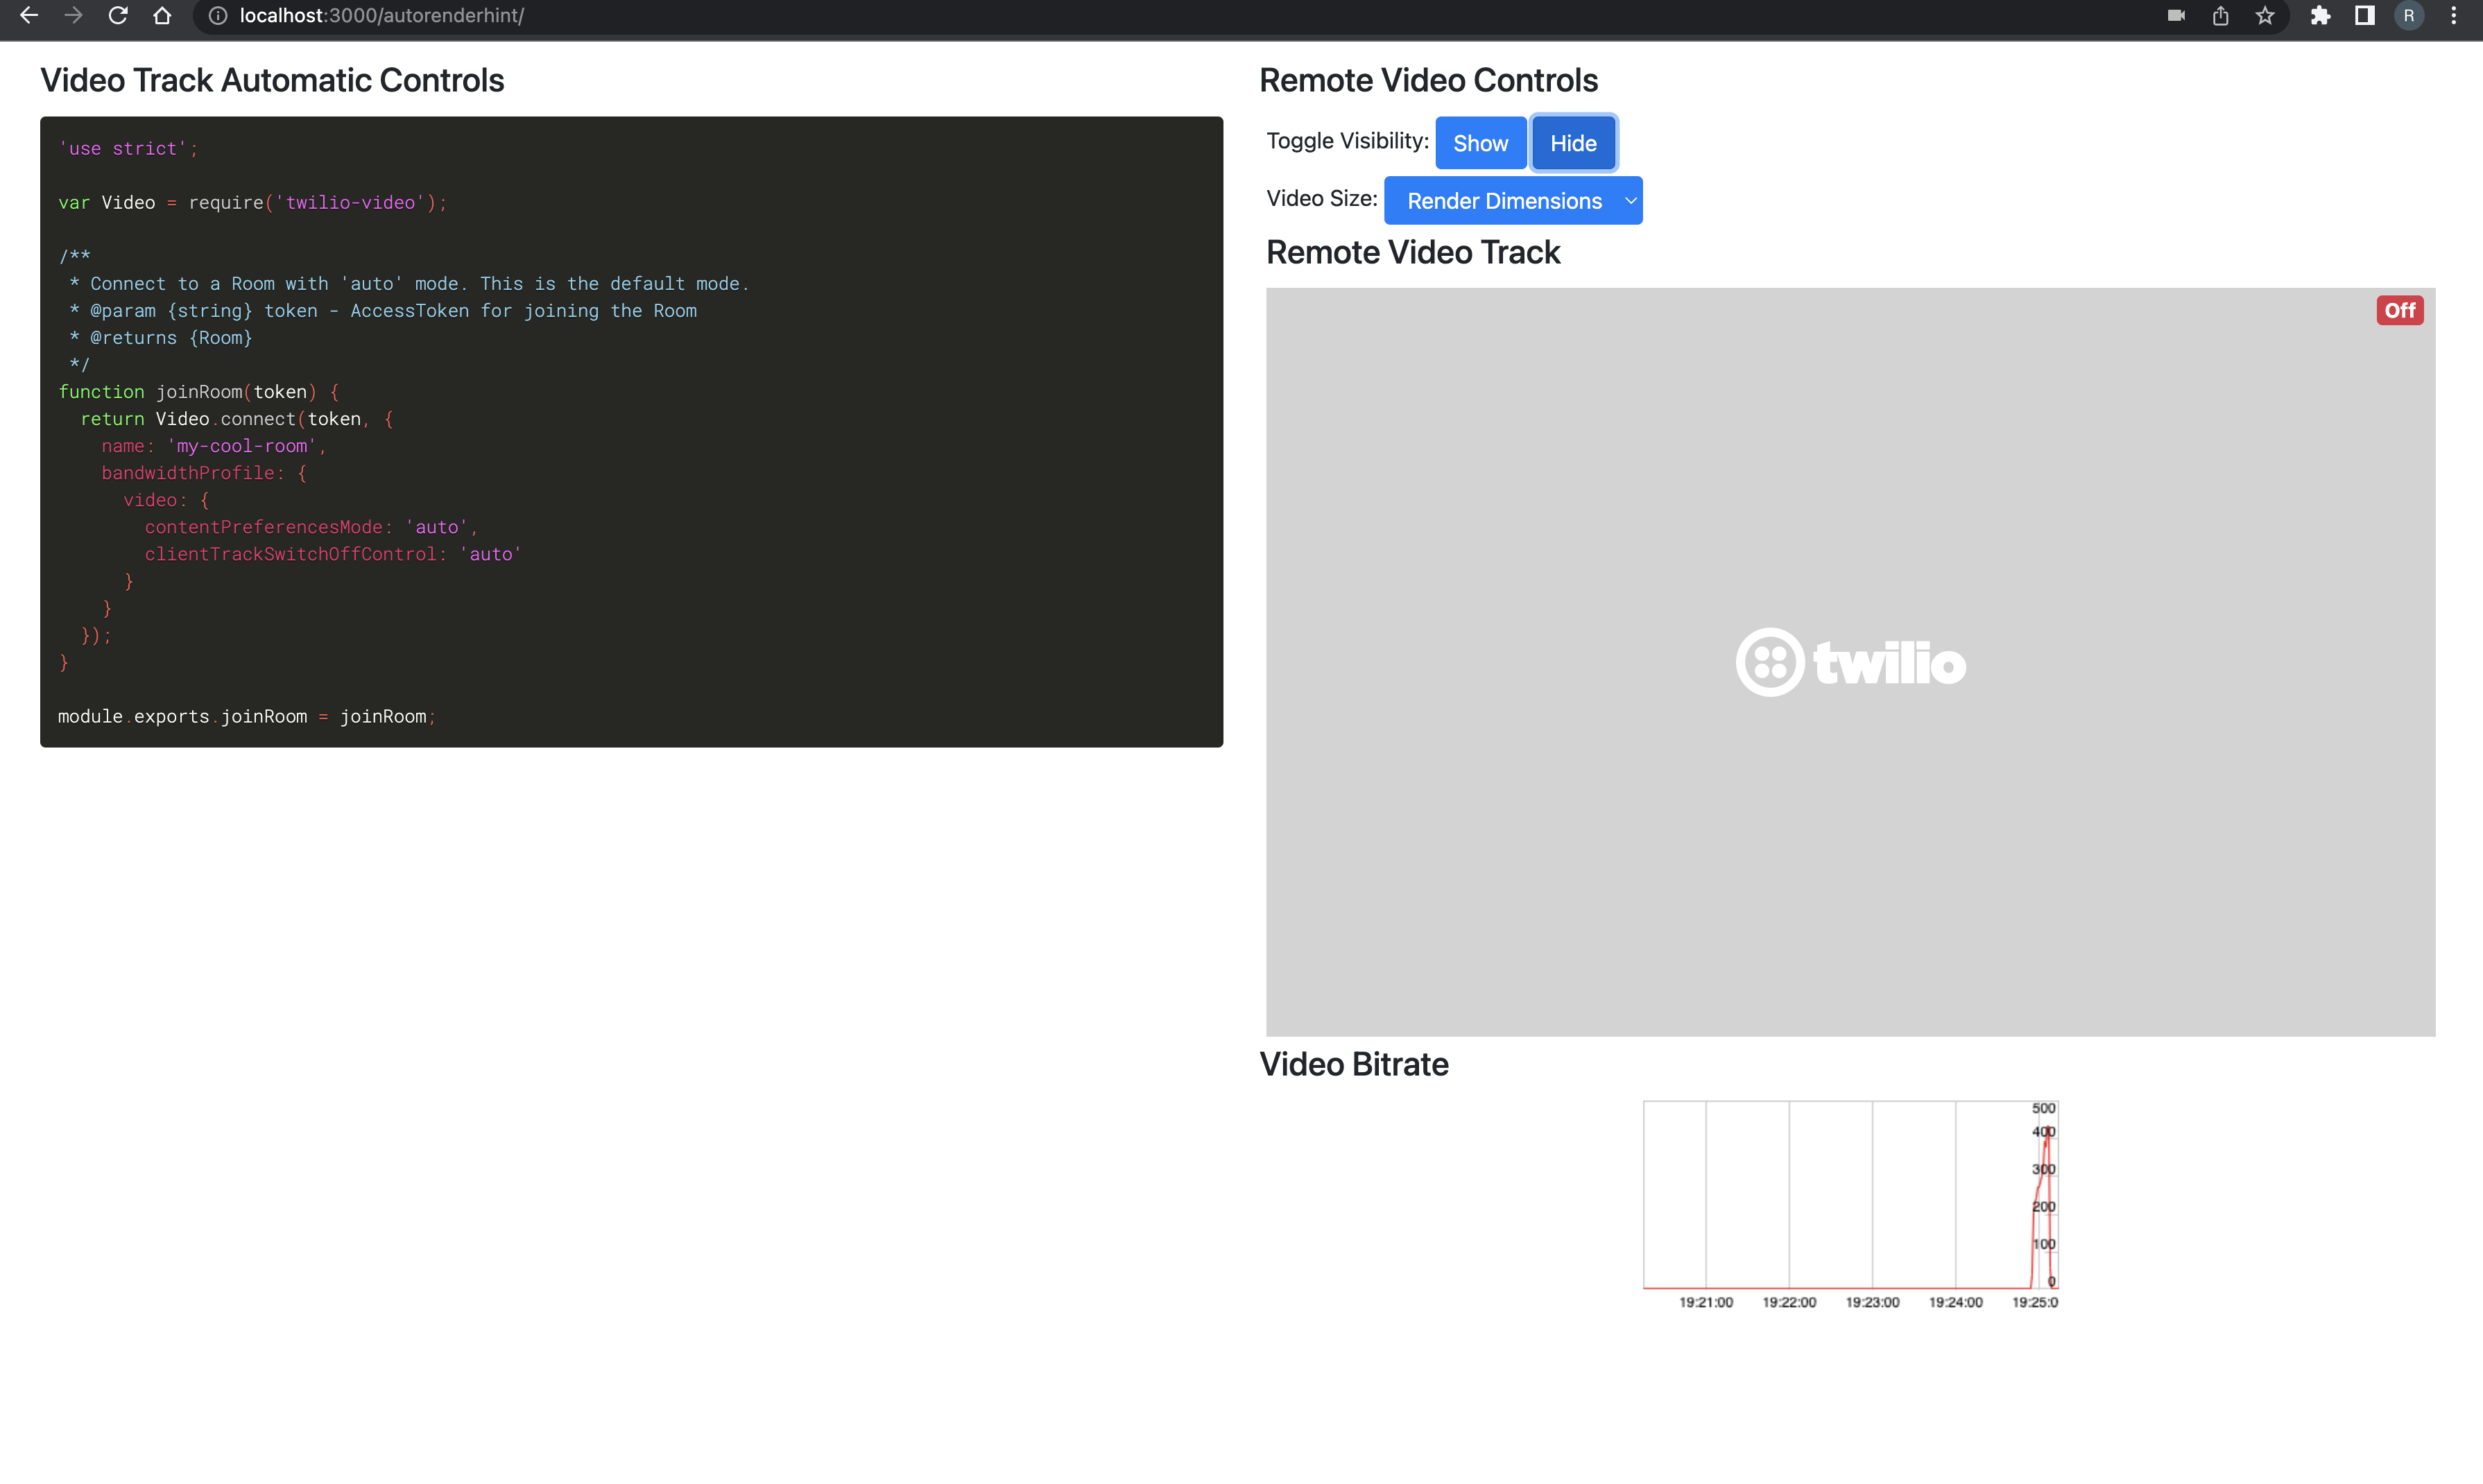 localhost:3000/autorenderhint/
R
Video Track Automatic Controls
'use strict';
var Video = require('twilio-video');
/**
 * Connect to a Room with 'auto' mode. This is the default mode.
 * @param {string} token - AccessToken for joining the Room
 * @returns {Room}
 */
function joinRoom(token) {
  return Video.connect(token, {
    name: 'my-cool-room',
    bandwidthProfile: {
      video: {
        contentPreferencesMode: 'auto',
        clientTrackSwitchOffControl: 'auto'
      }
    }
  });
}
module.exports.joinRoom = joinRoom;
Remote Video Controls
Toggle Visibility: Show Hide
Video Size: Render Dimensions
Remote Video Track
Off
twilio
Video Bitrate
500
400
300
200
100
0
19:21:00 19:22:00 19:23:00 19:24:00 19:25:0